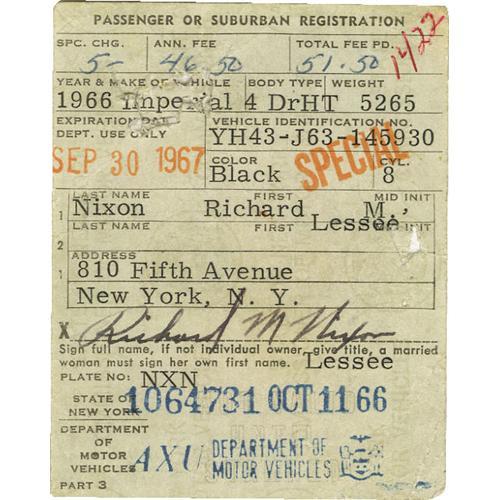 PASSENGER OR SUBURBAN REGISTRATION
SPC. CHG. ANN. FEE TOTAL FEE PD.
5- 46.50 51.50
1422
YEAR & MAKE OF VEHICLE BODY TYPE WEIGHT
1966 Imperial 4 DrHT 5265
EXPIRATION DATE VEHICLE IDENTIFICATION NO.
DEPT. USE ONLY YH43-J63-145930
SEP 30 1967 COLOR SPECIAL CYL.
Black 8
LAST NAME FIRST MID INIT
1 Nixon Richard M.,
LAST NAME FIRST Lessee MID INIT
2
ADDRESS
1 810 Fifth Avenue
2 New York, N. Y.
X Richard M Nixon
Sign full name, if not individual owner, give title, a married
woman must sign her own first name. Lessee
PLATE NO: NXN
STATE OF
NEW YORK 1064731 OCT 11 66
DEPARTMENT
OF
MOTOR
VEHICLES AXU DEPARTMENT OF
MOTOR VEHICLES
PART 3